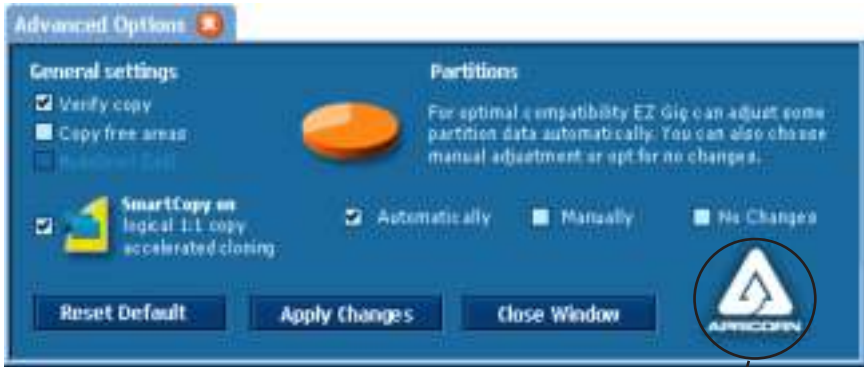 Advanced Options
General settings
Verify copy
Copy free areas
SmartCopy on
logical 1:1 copy
accelerated cloning
Partitions
For optimal compatibility EZ Gig can adjust some
partition data automatically. You can also choose
manual adjustment or opt for no changes.
Automatically
Manually
No Changes
Reset Default
Apply Changes
Close Window
APRICORN